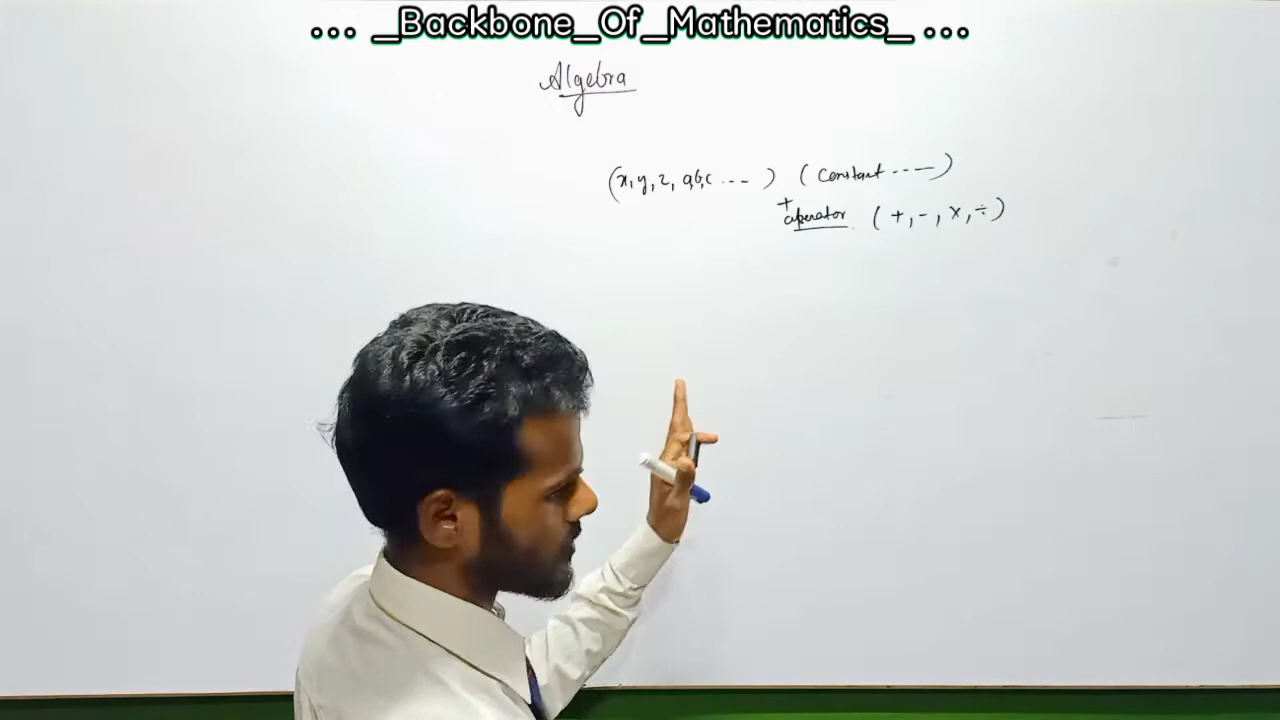 ... _Backbone_Of_Mathematics_ ...
Algebra
(x, y, z, a, b, c ---- ) ( constant ---- )
+
operator ( +, -, x, ÷ )